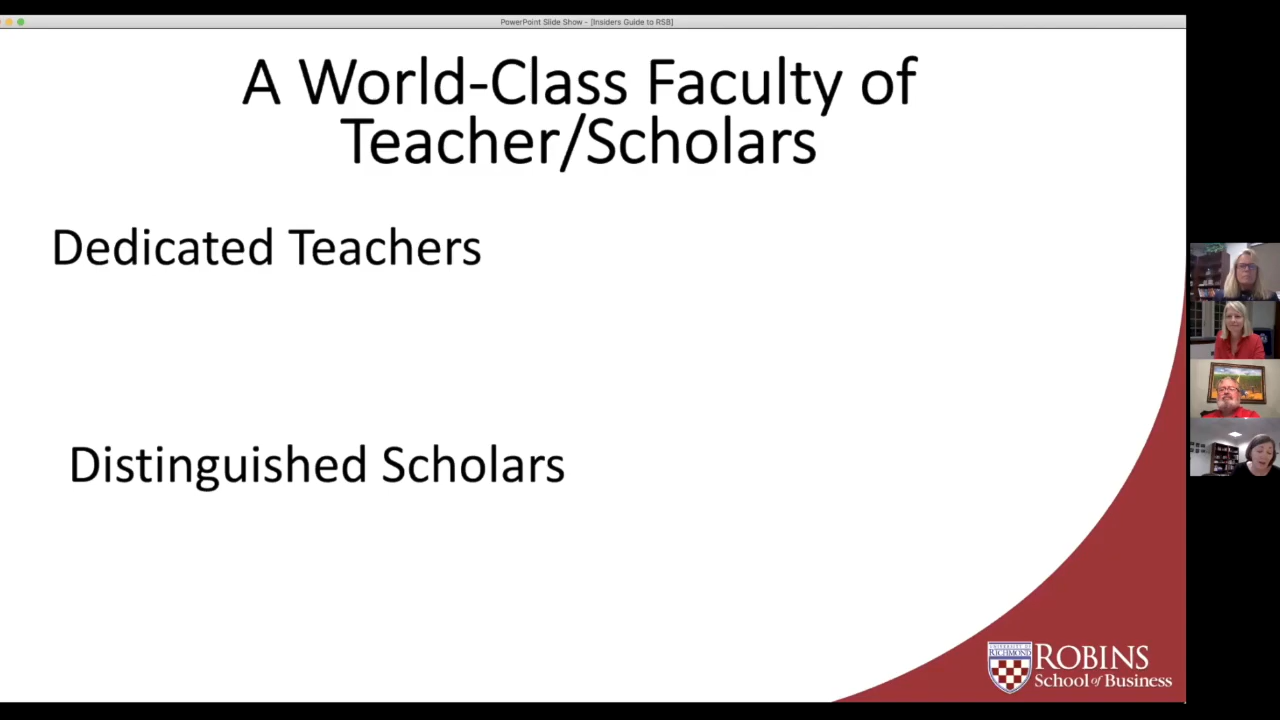 PowerPoint Slide Show - [Insiders Guide to RSB]
A World-Class Faculty of
Teacher/Scholars
Dedicated Teachers
Distinguished Scholars
UNIVERSITY OF
RICHMOND
ROBINS
School of Business